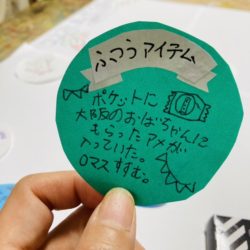 ふつうアイテム
ポケットに
大阪のおばちゃんに
もらったアメが
入っていた。
0マスすすむ。